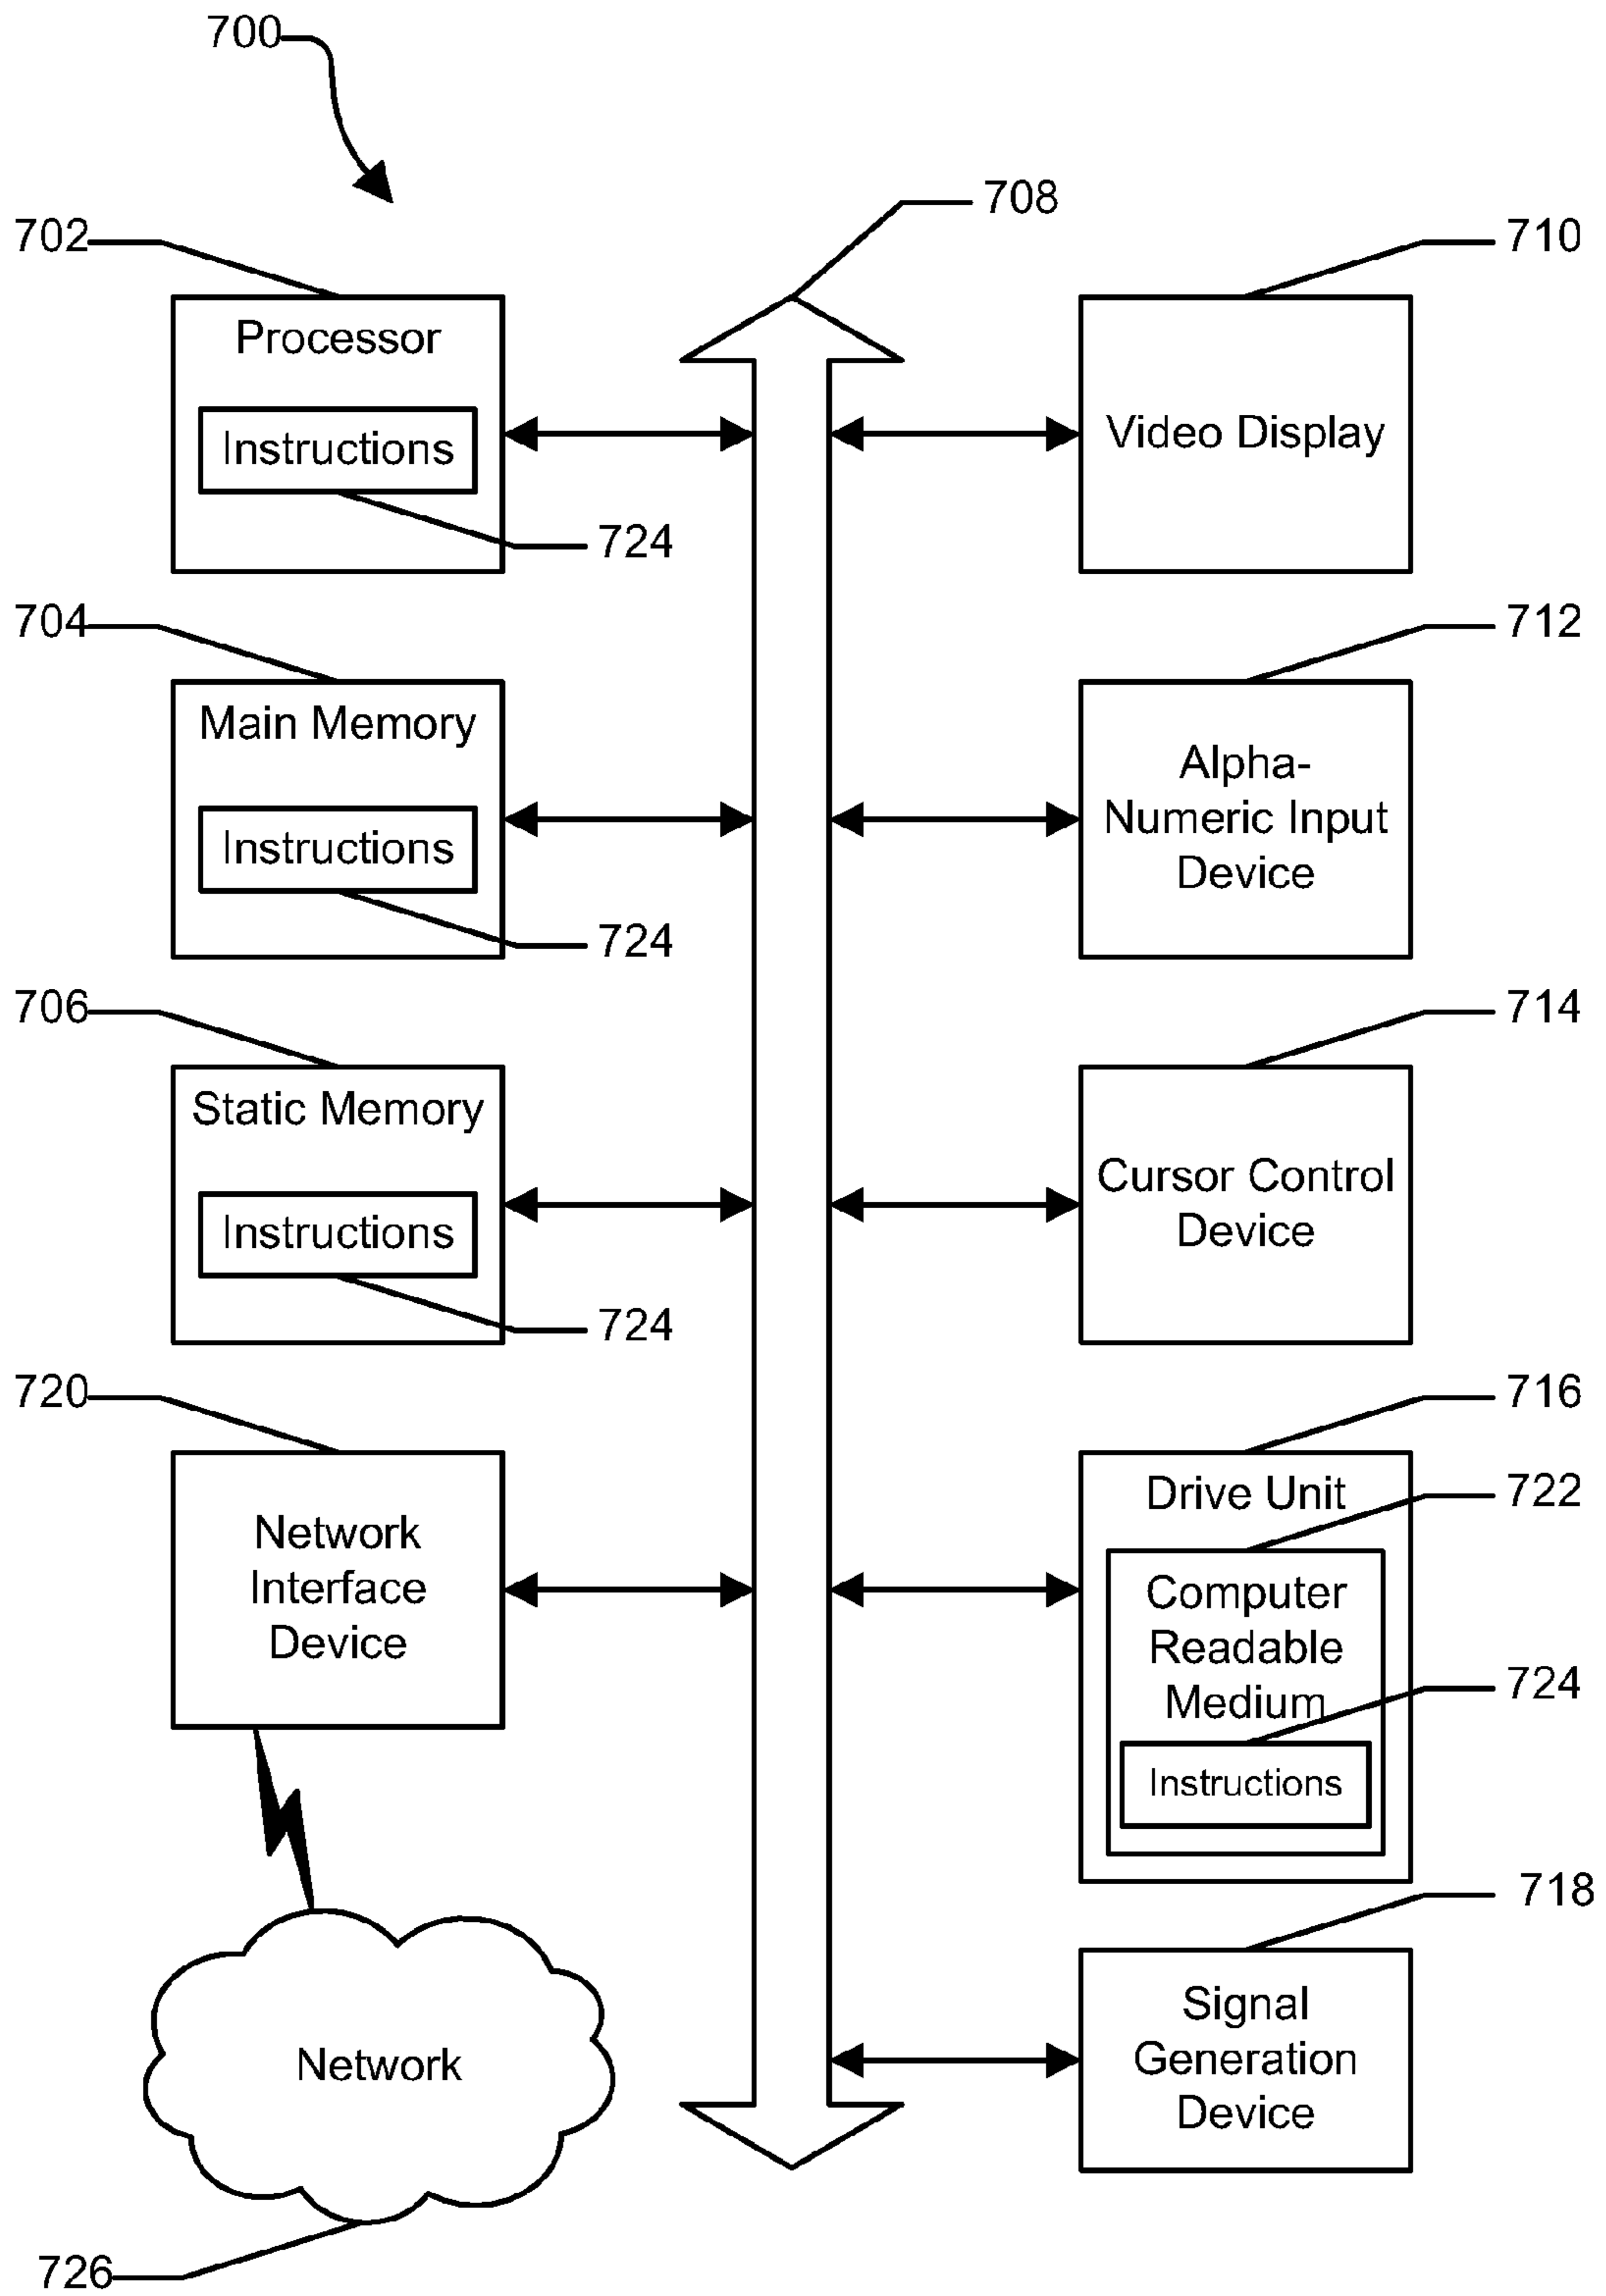 700
708
702
710
Processor
Instructions
Video Display
724
704
712
Main Memory
Instructions
Alpha-
Numeric Input
Device
724
706
714
Static Memory
Instructions
Cursor Control
Device
724
720
716
Network
Interface
Device
Drive Unit
722
Computer
Readable
Medium
724
Instructions
718
Signal
Generation
Device
Network
726